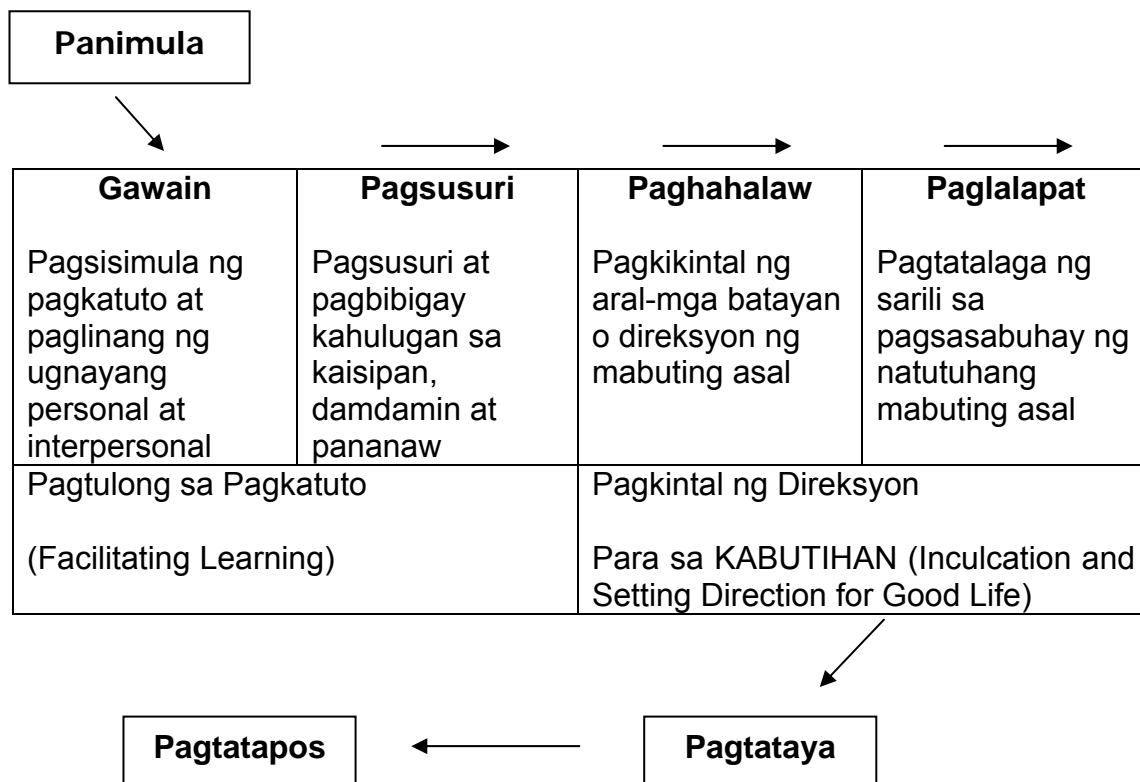 Panimula
Gawain
Pagsisimula ng
pagkatuto at
paglinang ng
ugnayang
personal at
interpersonal
Pagsusuri
Pagsusuri at
pagbibigay
kahulugan sa
kaisipan,
damdamin at
pananaw
Paghahalaw
Pagkikintal ng
aral-mga batayan
o direksyon ng
mabuting asal
Paglalapat
Pagtatalaga ng
sarili sa
pagsasabuhay ng
natutuhang
mabuting asal
Pagtulong sa Pagkatuto
(Facilitating Learning)
Pagkintal ng Direksyon
Para sa KABUTIHAN (Inculcation and
Setting Direction for Good Life)
Pagtatapos
Pagtataya